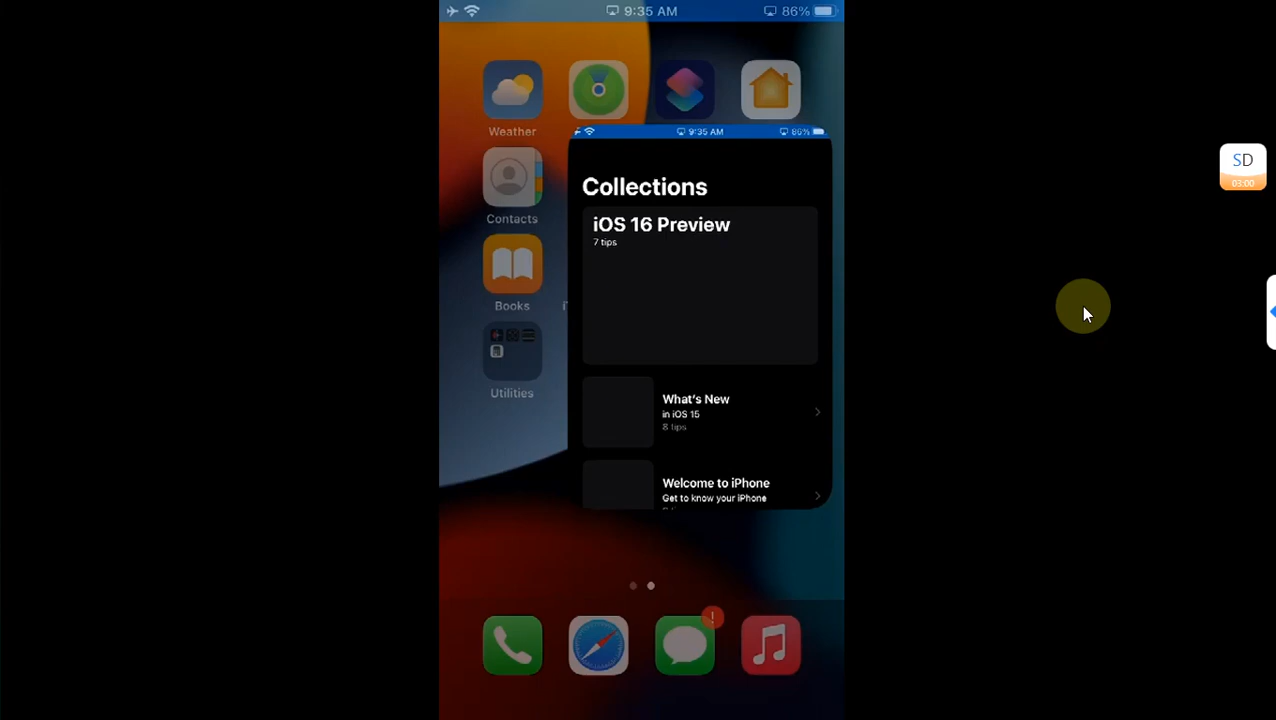 9:35 AM
86%
SD
03:00
Weather
9:35 AM
86%
Collections
iOS 16 Preview
7 tips
Contacts
Books
What's New
in iOS 15
8 tips
Utilities
Welcome to iPhone
Get to know your iPhone
!